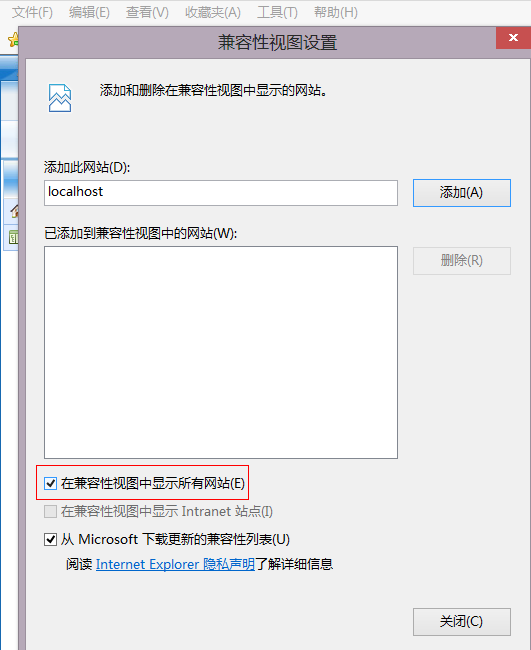 文件(F) 编辑(E) 查看(V) 收藏夹(A) 工具(T) 帮助(H)
兼容性视图设置
添加和删除在兼容性视图中显示的网站。
添加此网站(D):
localhost 添加(A)
已添加到兼容性视图中的网站(W):
删除(R)
在兼容性视图中显示所有网站(E)
在兼容性视图中显示 Intranet 站点(I)
从 Microsoft 下载更新的兼容性列表(U)
阅读 Internet Explorer 隐私声明了解详细信息
关闭(C)